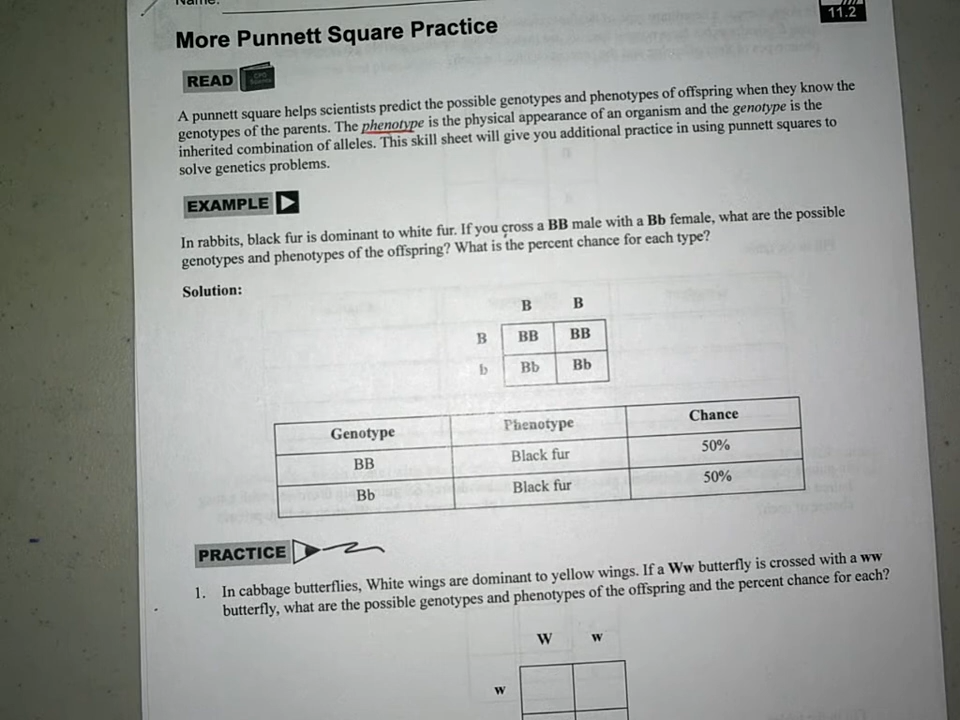 Name:
11.2
More Punnett Square Practice
READ
A punnett square helps scientists predict the possible genotypes and phenotypes of offspring when they know the
genotypes of the parents. The phenotype is the physical appearance of an organism and the genotype is the
inherited combination of alleles. This skill sheet will give you additional practice in using punnett squares to
solve genetics problems.
EXAMPLE
In rabbits, black fur is dominant to white fur. If you cross a BB male with a Bb female, what are the possible
genotypes and phenotypes of the offspring? What is the percent chance for each type?
Solution:
B B
B BB BB
b Bb Bb
Genotype Phenotype Chance
BB Black fur 50%
Bb Black fur 50%
PRACTICE
1. In cabbage butterflies, White wings are dominant to yellow wings. If a Ww butterfly is crossed with a ww
butterfly, what are the possible genotypes and phenotypes of the offspring and the percent chance for each?
W w
w